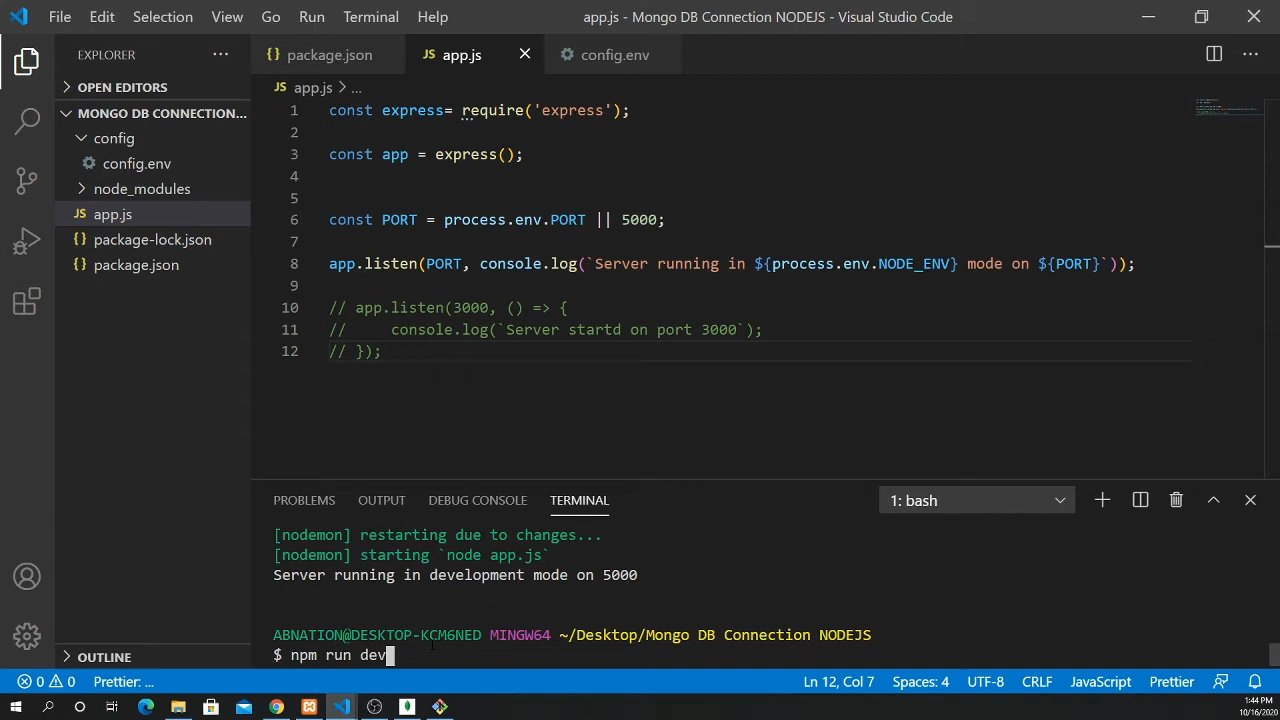 File Edit Selection View Go Run Terminal Help app.js - Mongo DB Connection NODEJS - Visual Studio Code
EXPLORER
OPEN EDITORS
MONGO DB CONNECTION...
config
config.env
node_modules
JS app.js
{} package-lock.json
{} package.json
OUTLINE
{} package.json JS app.js config.env
JS app.js > ...
1 const express= require('express');
2
3 const app = express();
4
5
6 const PORT = process.env.PORT || 5000;
7
8 app.listen(PORT, console.log(`Server running in ${process.env.NODE_ENV} mode on ${PORT}`));
9
10 // app.listen(3000, () => {
11 //     console.log(`Server startd on port 3000`);
12 // });
PROBLEMS OUTPUT DEBUG CONSOLE TERMINAL 1: bash
[nodemon] restarting due to changes...
[nodemon] starting `node app.js`
Server running in development mode on 5000
ABNATION@DESKTOP-KCM6NED MINGW64 ~/Desktop/Mongo DB Connection NODEJS
$ npm run dev
0 0 Prettier: ... Ln 12, Col 7 Spaces: 4 UTF-8 CRLF JavaScript Prettier
1:44 PM
10/16/2020